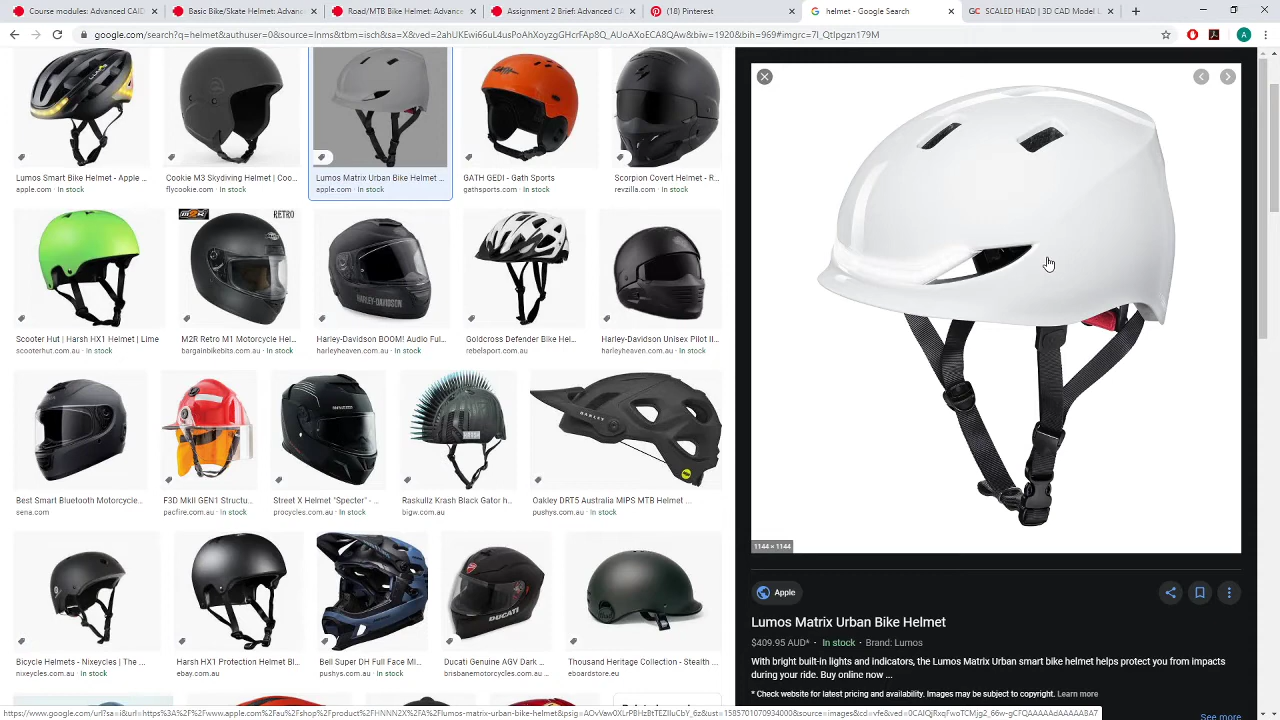 Course modules: Advanced CAID
Basic Bike/Skate Helmet: Advanc
Road/MTB Bike Helmet: Advance
Assignment 2 Brief: Advanced CA
(18) Pinterest
helmet - Google Search
SCALED HEAD | 3D CAD Model L
google.com/search?q=helmet&authuser=0&source=lnms&tbm=isch&sa=X&ved=2ahUKEwi66uL4usPoAhXoyzgGHcrFAp8Q_AUoAXoECA8QAw&biw=1920&bih=969#imgrc=7l_Qtlpgzn179M
A
Lumos Smart Bike Helmet - Apple ...
apple.com · In stock
Cookie M3 Skydiving Helmet | Coo...
flycookie.com · In stock
Lumos Matrix Urban Bike Helmet ...
apple.com · In stock
GATH GEDI - Gath Sports
gathsports.com · In stock
Scorpion Covert Helmet - R...
revzilla.com · In stock
M2R
RETRO
HARLEY-DAVIDSON
Scooter Hut | Harsh HX1 Helmet | Lime
scooterhut.com.au · In stock
M2R Retro M1 Motorcycle Hel...
bargainbikebits.com · In stock
Harley-Davidson BOOM! Audio Ful...
harleyheaven.com.au · In stock
Goldcross Defender Bike Hel...
rebelsport.com.au
Harley-Davidson Unisex Pilot II...
harleyheaven.com.au · In stock
OAKLEY
Best Smart Bluetooth Motorcycle...
sena.com
F3D MkII GEN1 Structu...
pacfire.com.au · In stock
Street X Helmet "Specter" - ...
procycles.com.au · In stock
Raskullz Krash Black Gator h...
bigw.com.au
Oakley DRT5 Australia MIPS MTB Helmet ...
pushys.com.au · In stock
DUCATI
Bicycle Helmets - Nixeycles | The ...
nixeycles.com.au · In stock
Harsh HX1 Protection Helmet Bl...
ebay.com.au · In stock
Bell Super DH Full Face MI...
pushys.com.au · In stock
Ducati Genuine AGV Dark ...
brisbanemotorcycles.com.au · In stock
Thousand Heritage Collection - Stealth ...
eboardstore.eu
1144 × 1144
Apple
Lumos Matrix Urban Bike Helmet
$409.95 AUD* · In stock · Brand: Lumos
With bright built-in lights and indicators, the Lumos Matrix Urban smart bike helmet helps protect you from impacts
during your ride. Buy online now ...
* Check website for latest pricing and availability. Images may be subject to copyright. Learn more
See more